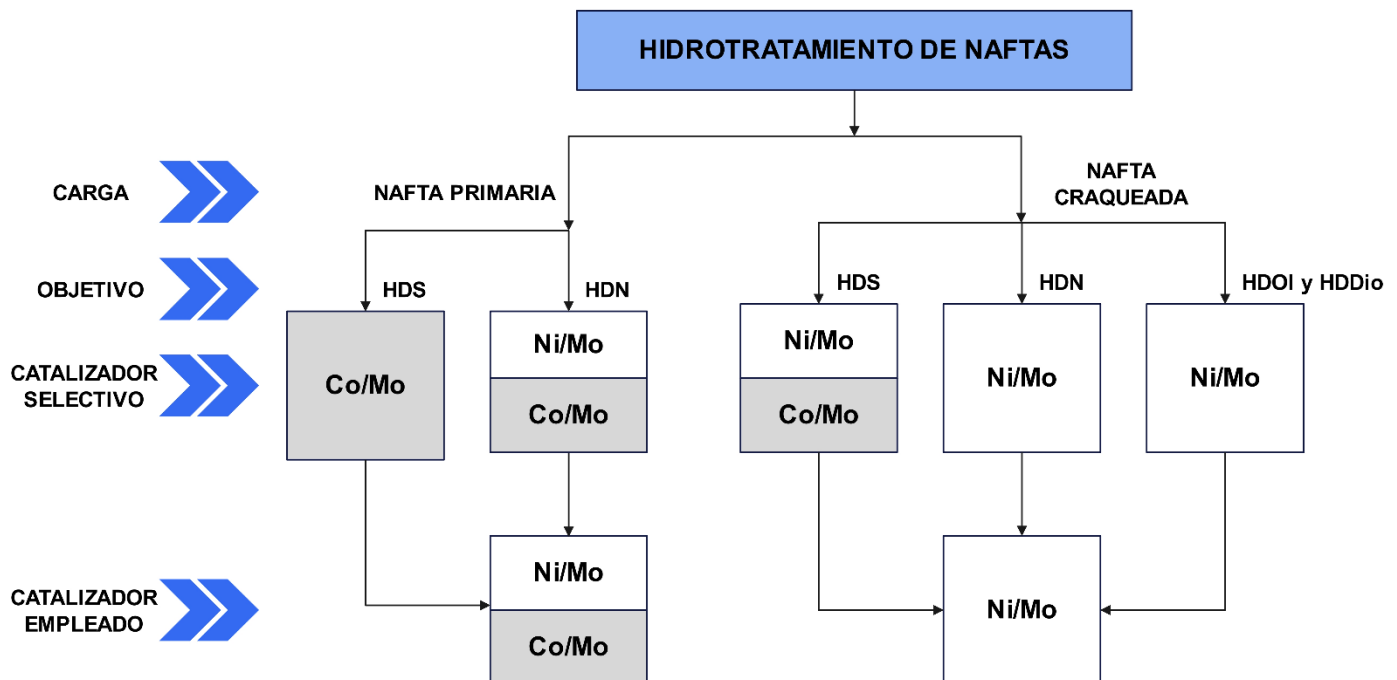 HIDROTRATAMIENTO DE NAFTAS
CARGA
NAFTA PRIMARIA
NAFTA
CRAQUEADA
OBJETIVO
HDS
HDN
HDS
HDN
HDOl y HDDio
CATALIZADOR
SELECTIVO
Co/Mo
Ni/Mo
Co/Mo
Ni/Mo
Co/Mo
Ni/Mo
Ni/Mo
CATALIZADOR
EMPLEADO
Ni/Mo
Co/Mo
Ni/Mo